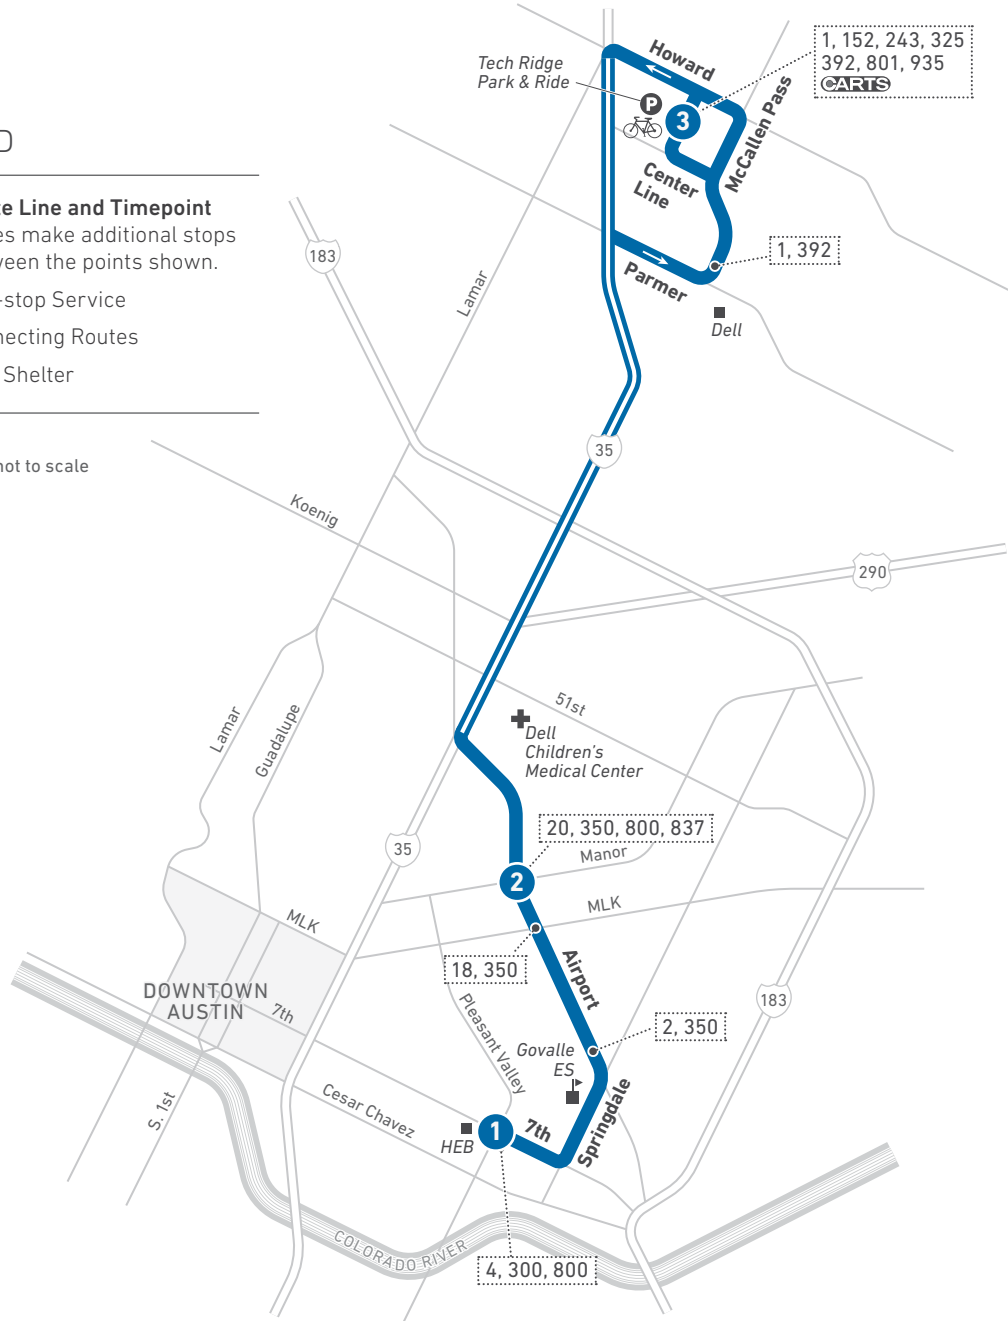 Howard
1, 152, 243, 325
392, 801, 935
CARTS
Tech Ridge
Park & Ride
P
3
McCallen Pass
Center
Line
D
Line and Timepoint
make additional stops
the points shown.
Service
Routes
Shelter
not to scale
183
Lamar
1, 392
Parmer
Dell
35
Koenig
290
51st
Dell
Children's
Medical Center
Lamar
Guadalupe
20, 350, 800, 837
Manor
35
2
MLK
MLK
Airport
18, 350
DOWNTOWN
AUSTIN
7th
Pleasant Valley
183
2, 350
Govalle
ES
Springdale
S. 1st
Cesar Chavez
HEB
1
7th
COLORADO RIVER
4, 300, 800